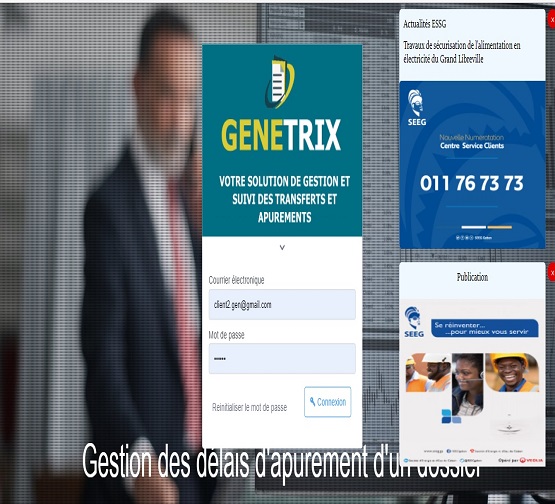 GENETRIX
VOTRE SOLUTION DE GESTION ET
SUIVI DES TRANSFERTS ET
APUREMENTS
Courrier électronique
client2.gen@gmail.com
Mot de passe
•••••
Reinitialiser le mot de passe
Connexion
Gestion des délais d'apurement d'un dossier
Actualités ESSG
x
Travaux de sécurisation de l'alimentation en
électricité du Grand Libreville
SEEG
Nouvelle Numérotation
Centre Service Clients
011 76 73 73
Publication
x
SEEG
Se réinventer...
...pour mieux vous servir